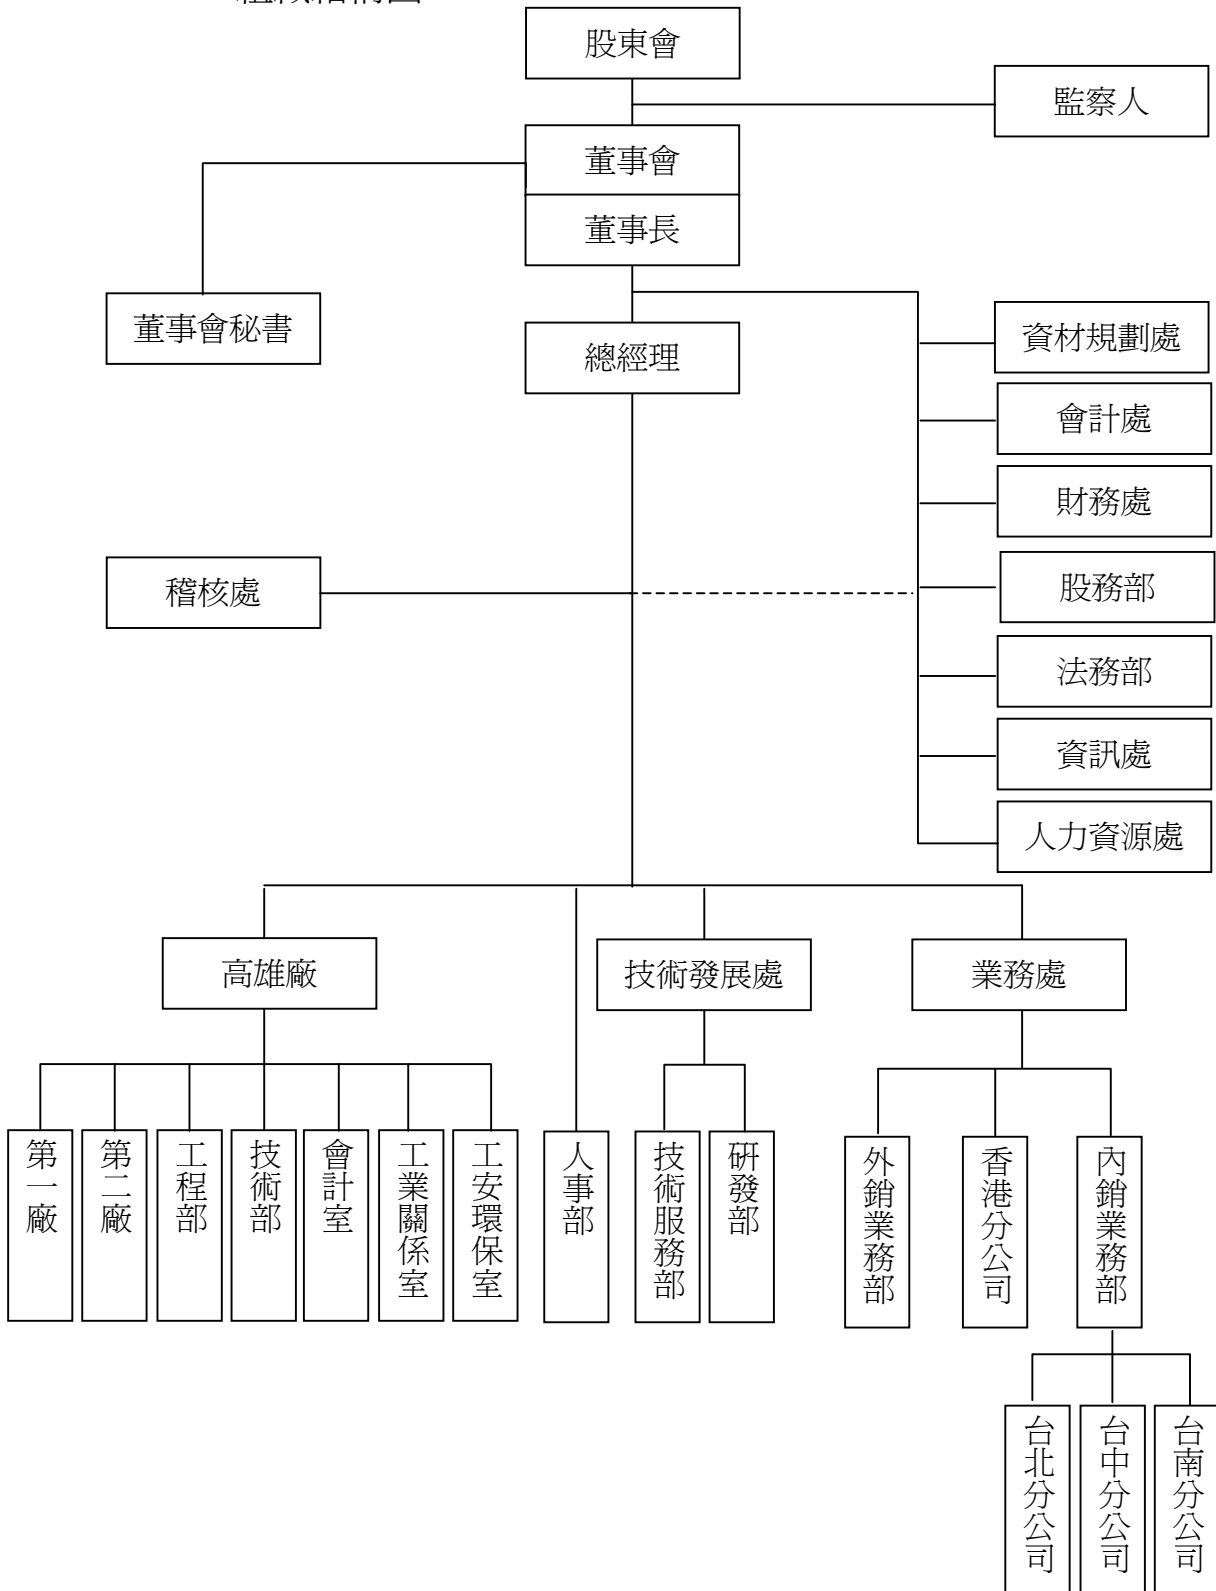 股東會
監察人
董事會
董事長
董事會秘書
總經理
資材規劃處
會計處
財務處
稽核處
股務部
法務部
資訊處
人力資源處
高雄廠
技術發展處
業務處
第一廠
第二廠
工程部
技術部
會計室
工業關係室
工安環保室
人事部
技術服務部
研發部
外銷業務部
香港分公司
內銷業務部
台北分公司
台中分公司
台南分公司